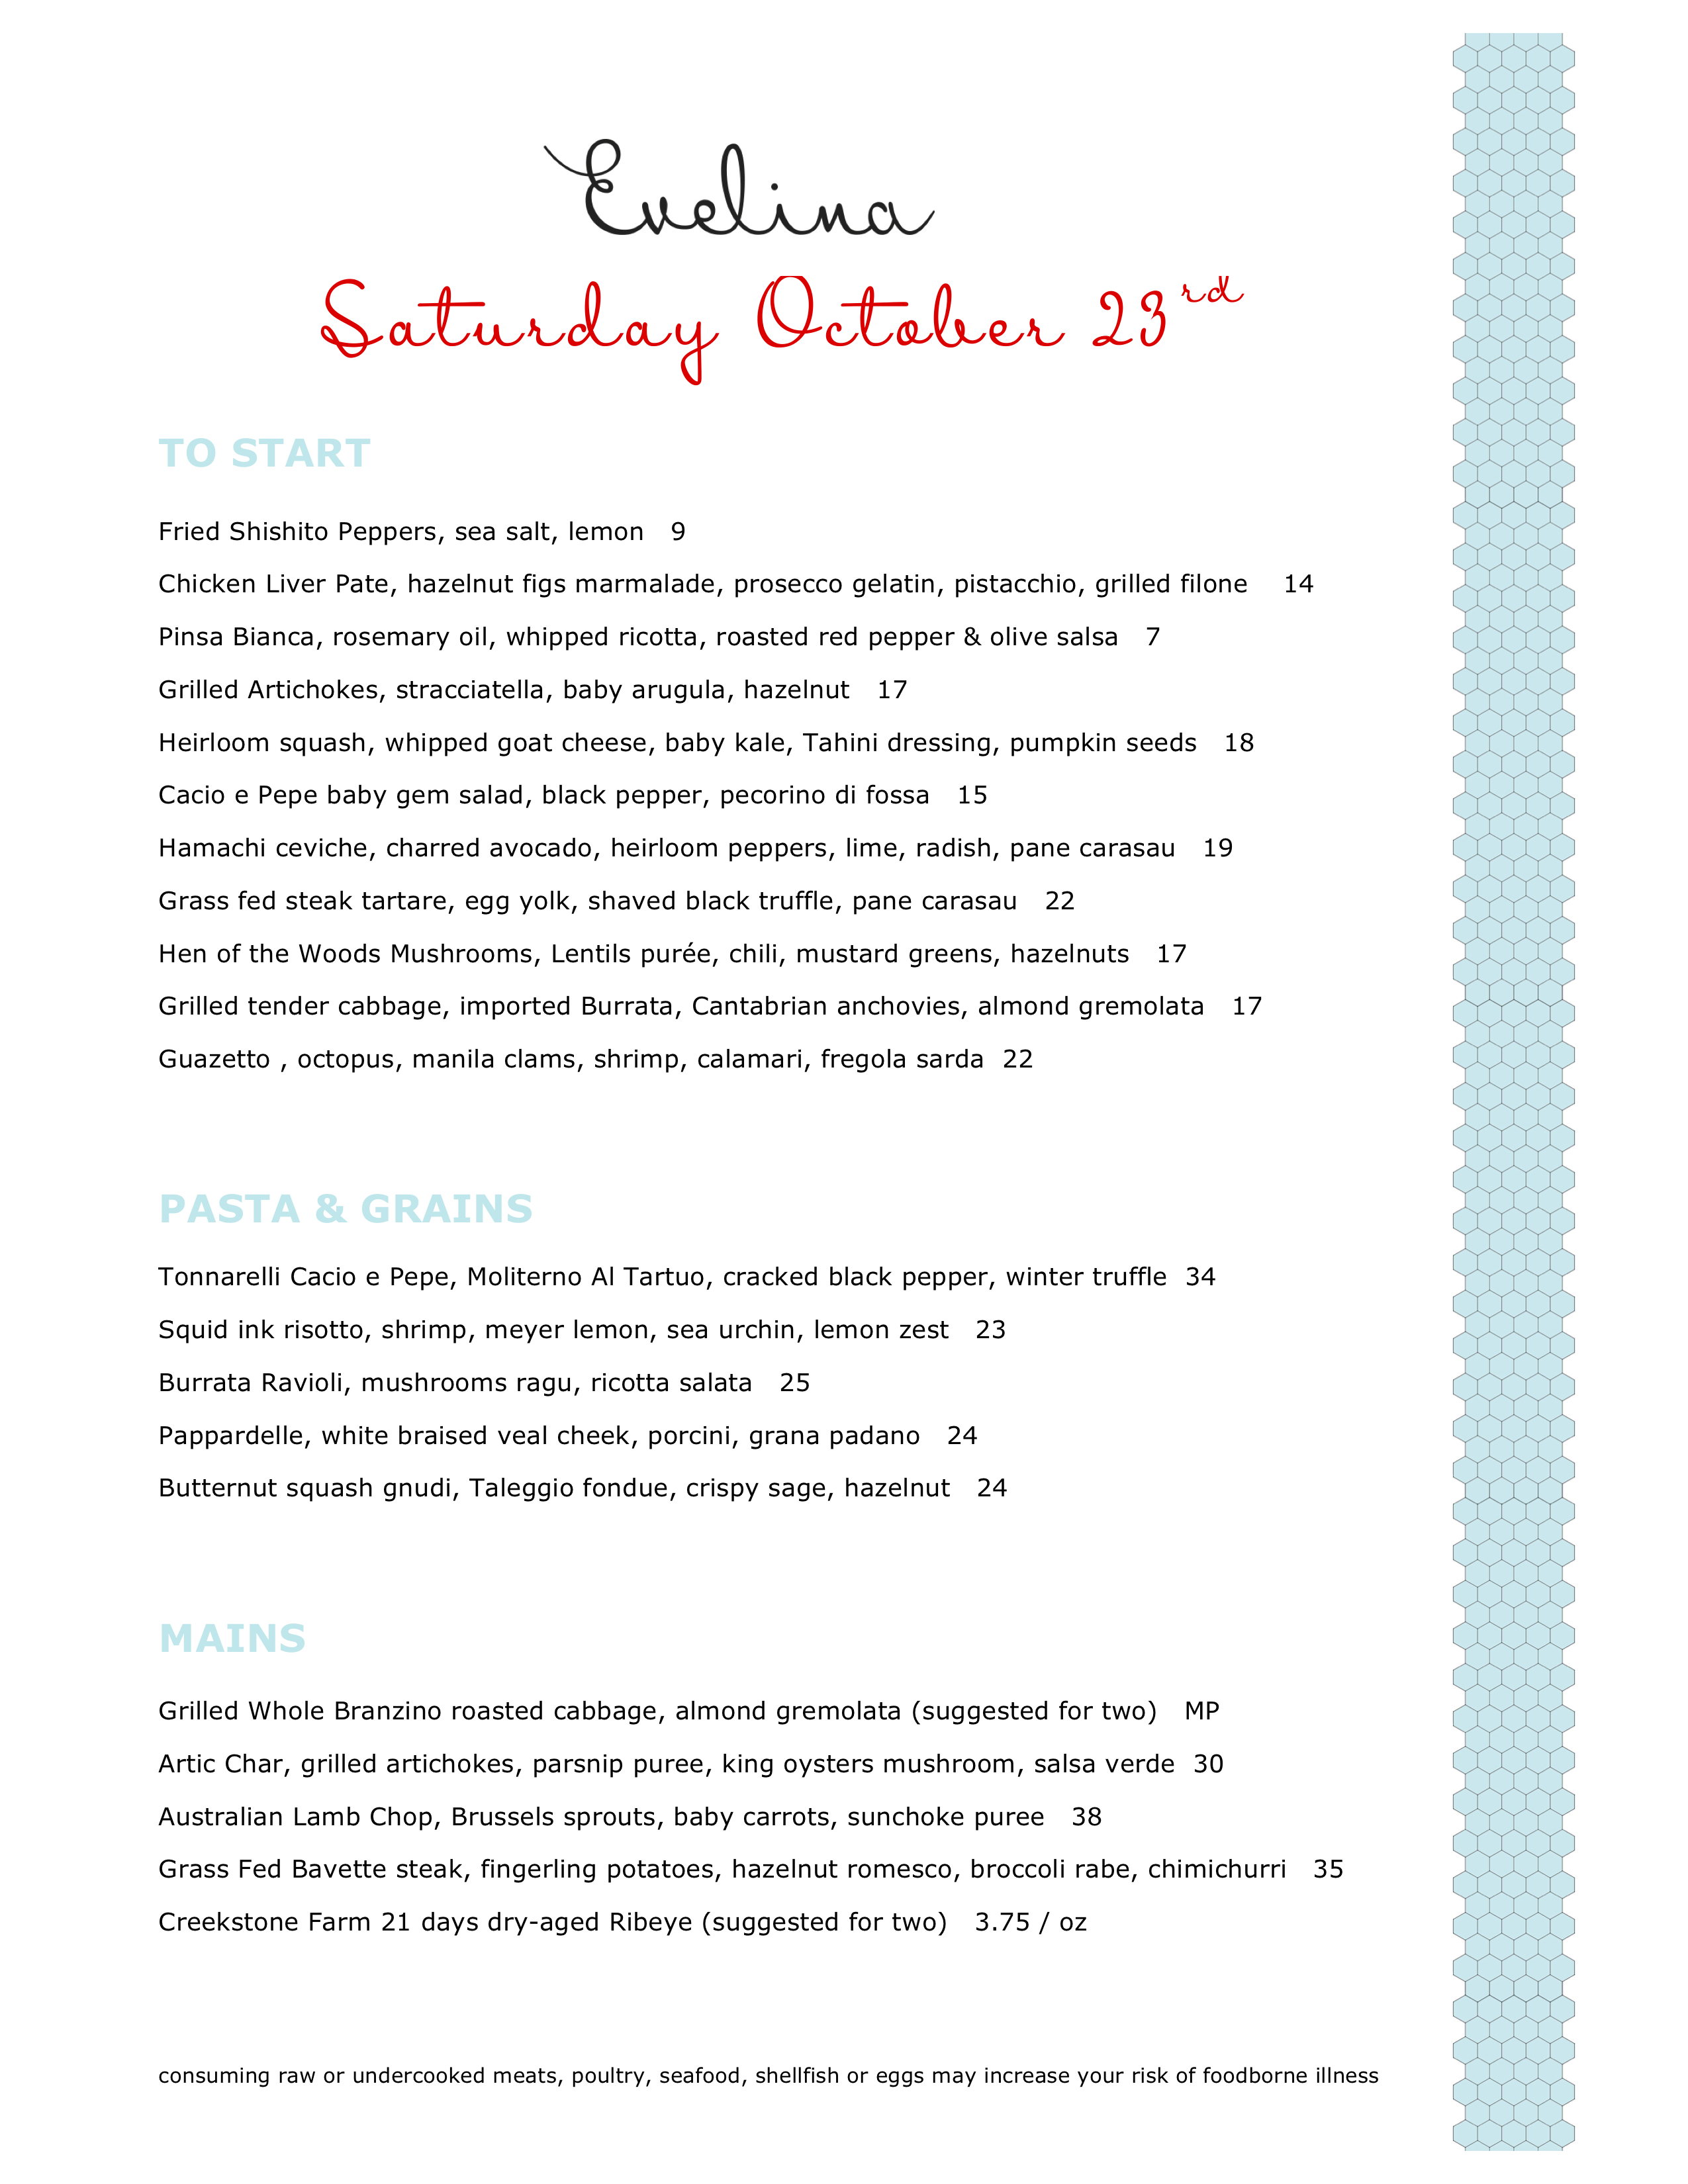 Evelina
Saturday October 23rd
TO START
Fried Shishito Peppers, sea salt, lemon 9
Chicken Liver Pate, hazelnut figs marmalade, prosecco gelatin, pistacchio, grilled filone 14
Pinsa Bianca, rosemary oil, whipped ricotta, roasted red pepper & olive salsa 7
Grilled Artichokes, stracciatella, baby arugula, hazelnut 17
Heirloom squash, whipped goat cheese, baby kale, Tahini dressing, pumpkin seeds 18
Cacio e Pepe baby gem salad, black pepper, pecorino di fossa 15
Hamachi ceviche, charred avocado, heirloom peppers, lime, radish, pane carasau 19
Grass fed steak tartare, egg yolk, shaved black truffle, pane carasau 22
Hen of the Woods Mushrooms, Lentils purée, chili, mustard greens, hazelnuts 17
Grilled tender cabbage, imported Burrata, Cantabrian anchovies, almond gremolata 17
Guazetto , octopus, manila clams, shrimp, calamari, fregola sarda 22
PASTA & GRAINS
Tonnarelli Cacio e Pepe, Moliterno Al Tartuo, cracked black pepper, winter truffle 34
Squid ink risotto, shrimp, meyer lemon, sea urchin, lemon zest 23
Burrata Ravioli, mushrooms ragu, ricotta salata 25
Pappardelle, white braised veal cheek, porcini, grana padano 24
Butternut squash gnudi, Taleggio fondue, crispy sage, hazelnut 24
MAINS
Grilled Whole Branzino roasted cabbage, almond gremolata (suggested for two) MP
Artic Char, grilled artichokes, parsnip puree, king oysters mushroom, salsa verde 30
Australian Lamb Chop, Brussels sprouts, baby carrots, sunchoke puree 38
Grass Fed Bavette steak, fingerling potatoes, hazelnut romesco, broccoli rabe, chimichurri 35
Creekstone Farm 21 days dry-aged Ribeye (suggested for two) 3.75 / oz
consuming raw or undercooked meats, poultry, seafood, shellfish or eggs may increase your risk of foodborne illness